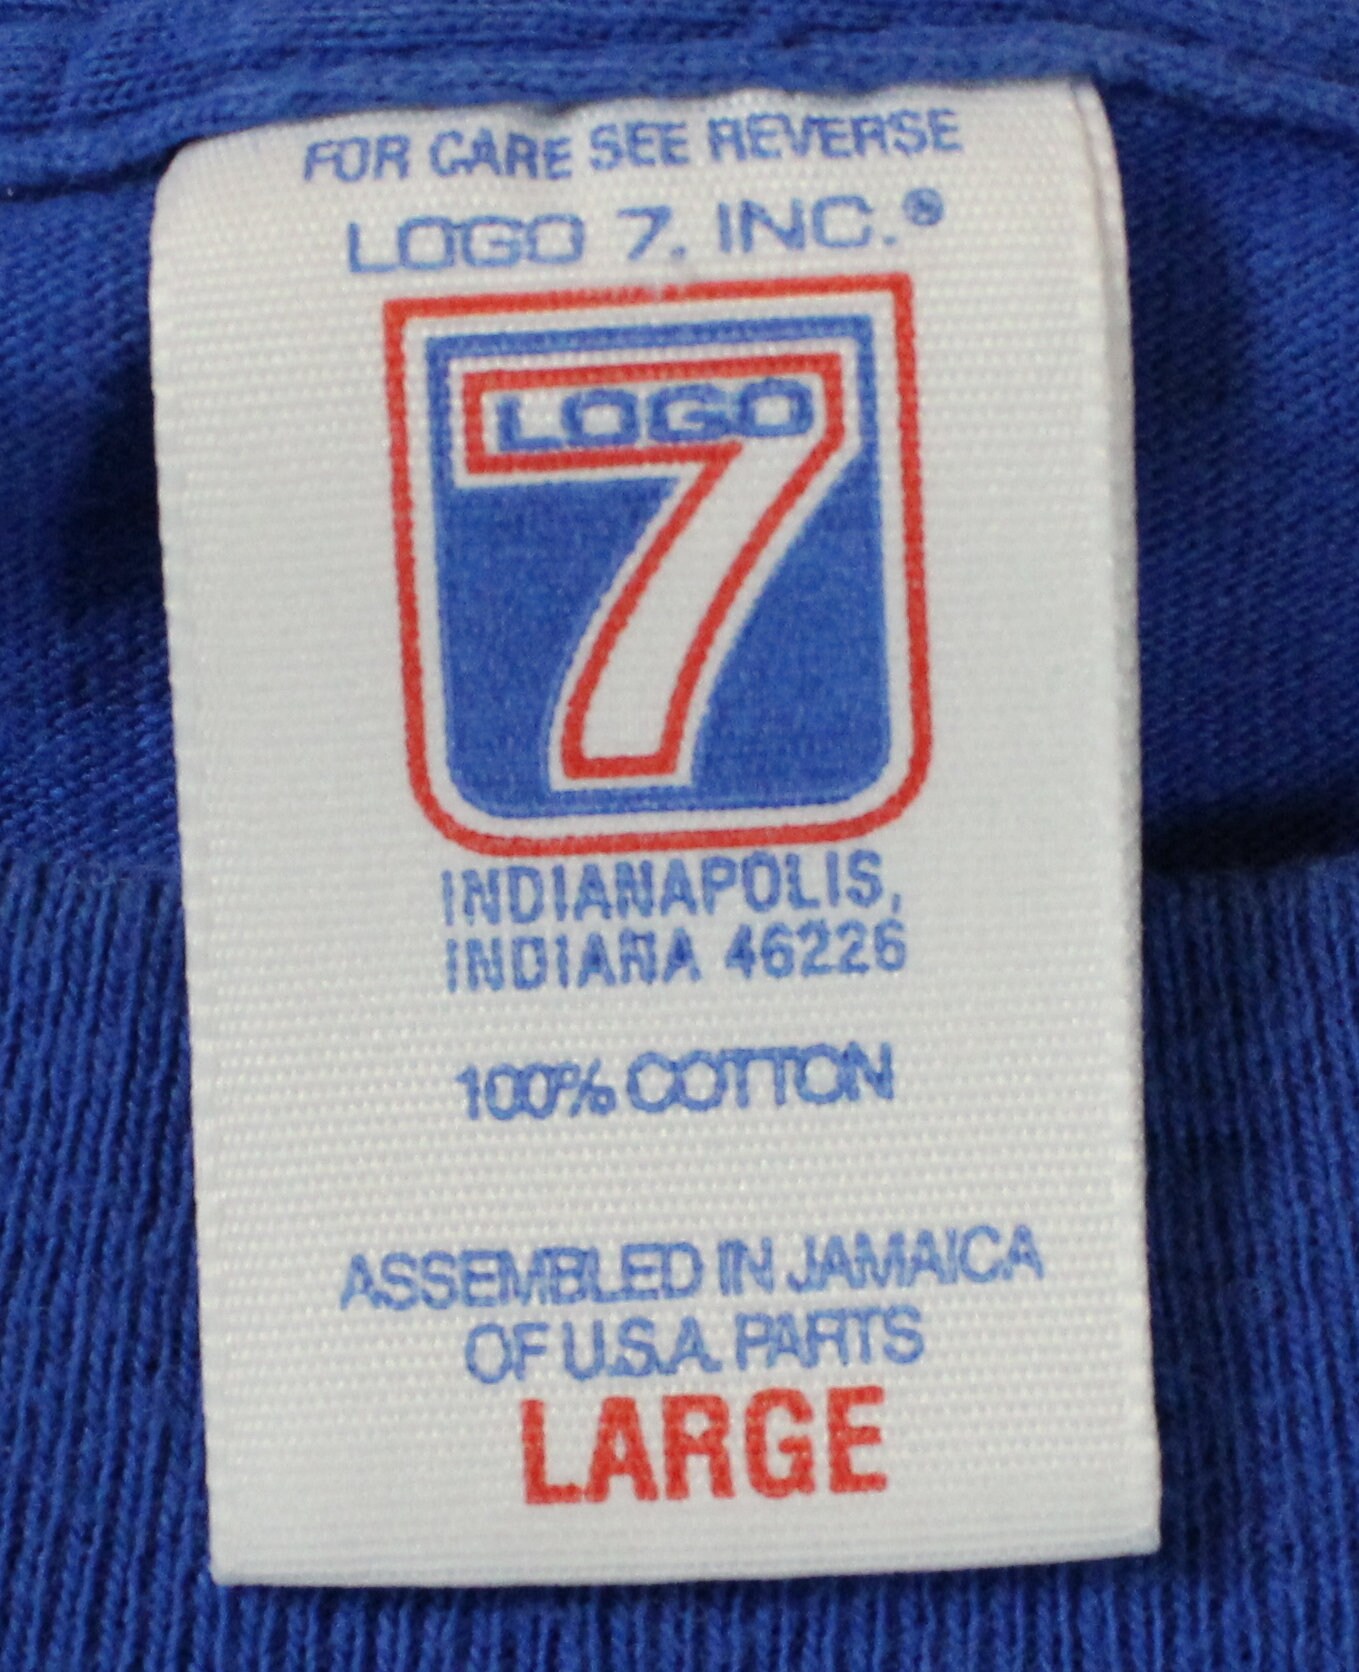 FOR CARE SEE REVERSE
LOGO 7, INC.®
LOGO
7
INDIANAPOLIS,
INDIANA 46226
100% COTTON
ASSEMBLED IN JAMAICA
OF U.S.A. PARTS
LARGE